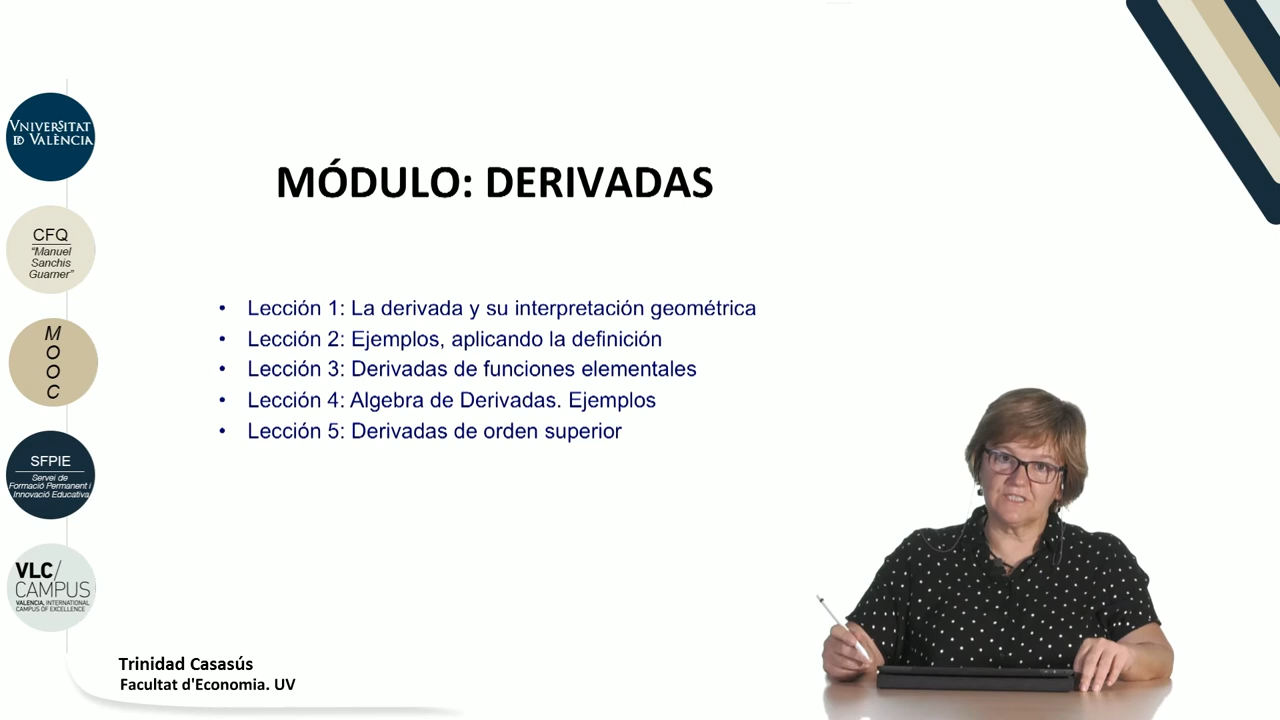 VNIVERSITAT
D VALÈNCIA
CFQ
“Manuel
Sanchis
Guarner”
M
O
O
C
SFPIE
Servei de
Formació Permanent i
Innovació Educativa
VLC/
CAMPUS
VALENCIA, INTERNATIONAL
CAMPUS OF EXCELLENCE
MÓDULO: DERIVADAS
• Lección 1: La derivada y su interpretación geométrica
• Lección 2: Ejemplos, aplicando la definición
• Lección 3: Derivadas de funciones elementales
• Lección 4: Algebra de Derivadas. Ejemplos
• Lección 5: Derivadas de orden superior
Trinidad Casasús
Facultat d'Economia. UV